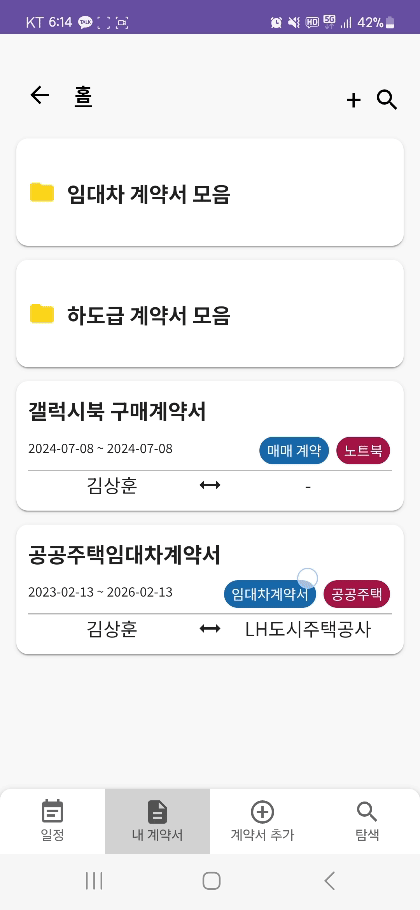 KT 6:14 TALK HD 5G 42%
홈
임대차 계약서 모음
하도급 계약서 모음
갤럭시북 구매계약서
2024-07-08 ~ 2024-07-08 매매 계약 노트북
김상훈 ↔ -
공공주택임대차계약서
2023-02-13 ~ 2026-02-13 임대차계약서 공공주택
김상훈 ↔ LH도시주택공사
일정 내 계약서 계약서 추가 탐색